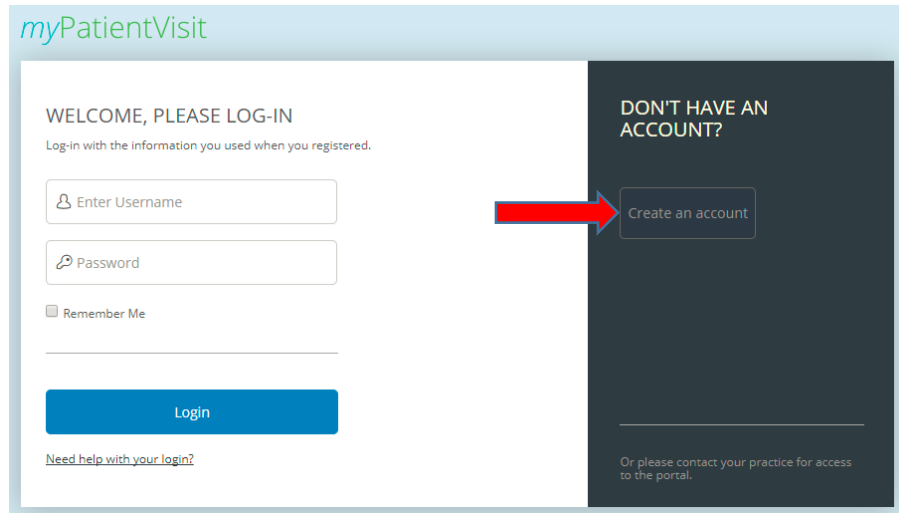 myPatientVisit
WELCOME, PLEASE LOG-IN
Log-in with the information you used when you registered.
Enter Username
Password
Remember Me
Login
Need help with your login?
DON'T HAVE AN
ACCOUNT?
Create an account
Or please contact your practice for access
to the portal.